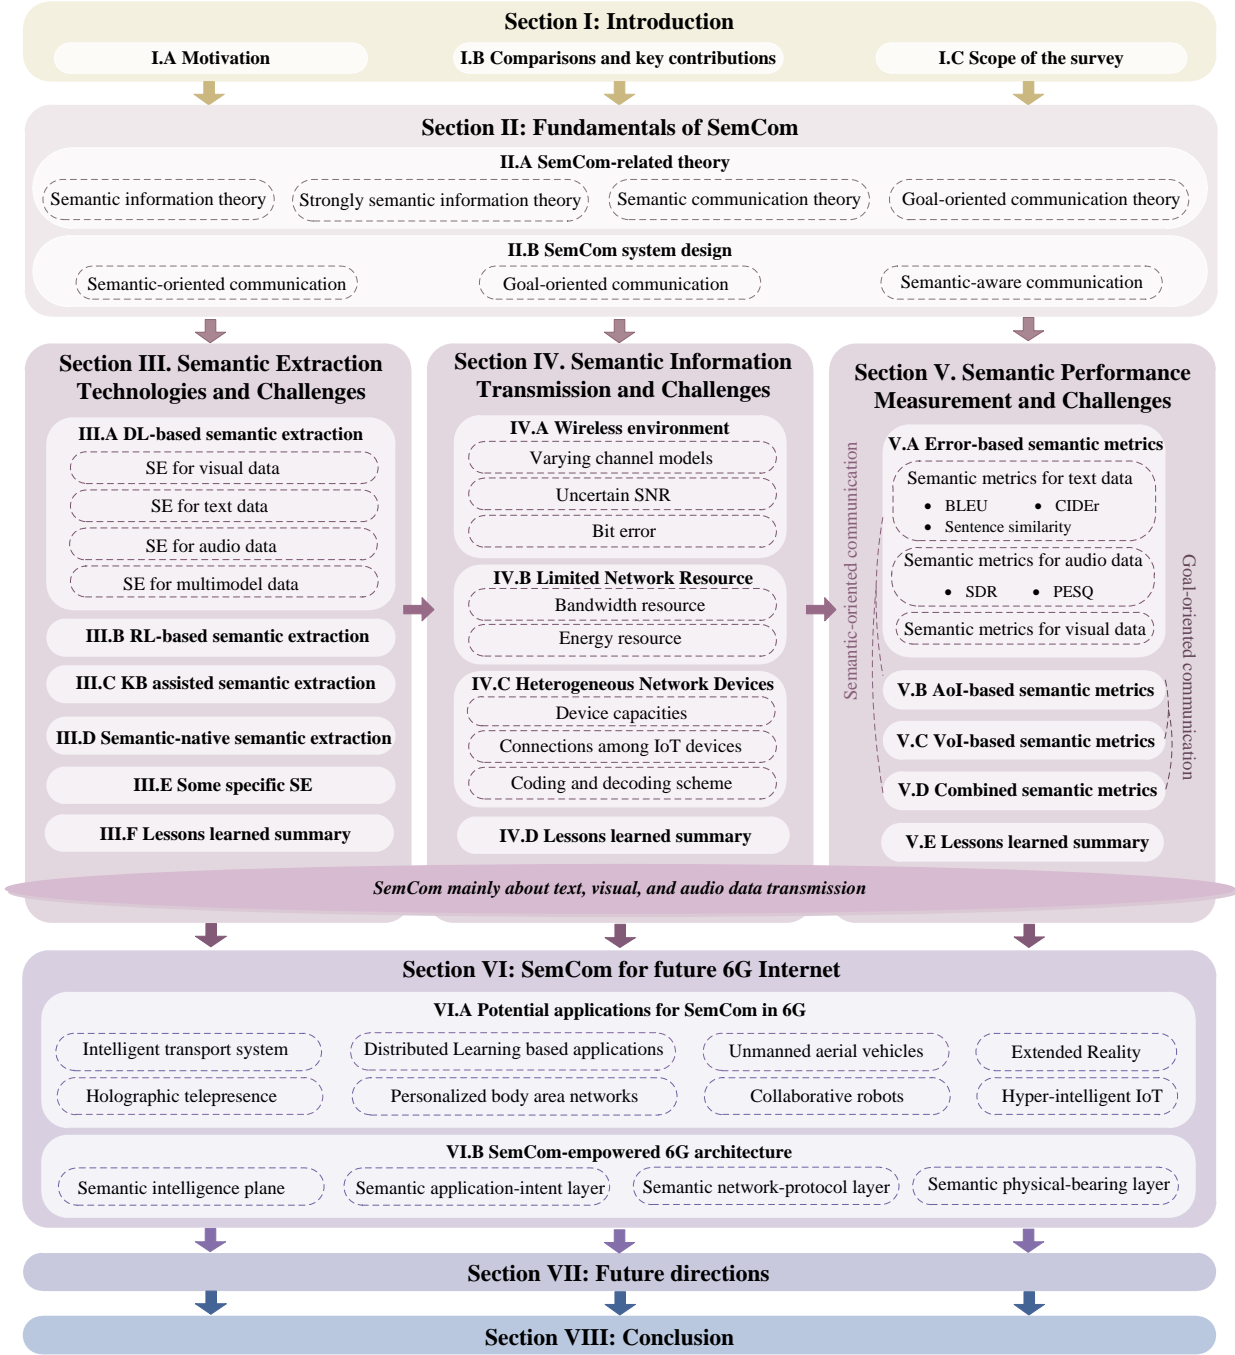 Section I: Introduction
I.A Motivation
I.B Comparisons and key contributions
I.C Scope of the survey
Section II: Fundamentals of SemCom
II.A SemCom-related theory
Semantic information theory
Strongly semantic information theory
Semantic communication theory
Goal-oriented communication theory
II.B SemCom system design
Semantic-oriented communication
Goal-oriented communication
Semantic-aware communication
Section III. Semantic Extraction
Technologies and Challenges
III.A DL-based semantic extraction
SE for visual data
SE for text data
SE for audio data
SE for multimodel data
III.B RL-based semantic extraction
III.C KB assisted semantic extraction
III.D Semantic-native semantic extraction
III.E Some specific SE
III.F Lessons learned summary
Section IV. Semantic Information
Transmission and Challenges
IV.A Wireless environment
Varying channel models
Uncertain SNR
Bit error
IV.B Limited Network Resource
Bandwidth resource
Energy resource
IV.C Heterogeneous Network Devices
Device capacities
Connections among IoT devices
Coding and decoding scheme
IV.D Lessons learned summary
Section V. Semantic Performance
Measurement and Challenges
Semantic-oriented communication
V.A Error-based semantic metrics
Semantic metrics for text data
• BLEU • CIDEr
• Sentence similarity
Semantic metrics for audio data
• SDR • PESQ
Semantic metrics for visual data
V.B AoI-based semantic metrics
V.C VoI-based semantic metrics
V.D Combined semantic metrics
Goal-oriented communication
V.E Lessons learned summary
SemCom mainly about text, visual, and audio data transmission
Section VI: SemCom for future 6G Internet
VI.A Potential applications for SemCom in 6G
Intelligent transport system
Distributed Learning based applications
Unmanned aerial vehicles
Extended Reality
Holographic telepresence
Personalized body area networks
Collaborative robots
Hyper-intelligent IoT
VI.B SemCom-empowered 6G architecture
Semantic intelligence plane
Semantic application-intent layer
Semantic network-protocol layer
Semantic physical-bearing layer
Section VII: Future directions
Section VIII: Conclusion